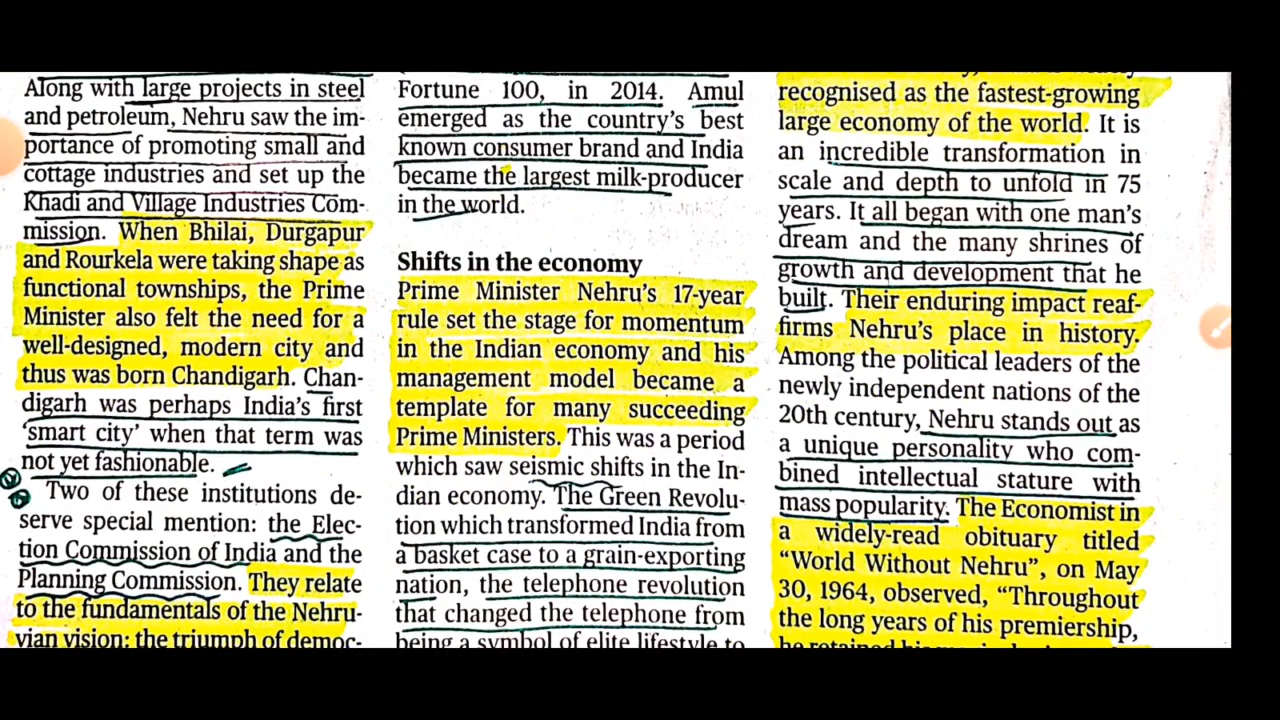 Along with large projects in steel
and petroleum, Nehru saw the im-
portance of promoting small and
cottage industries and set up the
Khadi and Village Industries Com-
mission. When Bhilai, Durgapur
and Rourkela were taking shape as
functional townships, the Prime
Minister also felt the need for a
well-designed, modern city and
thus was born Chandigarh. Chan-
digarh was perhaps India's first
'smart city' when that term was
not yet fashionable.
Two of these institutions de-
serve special mention: the Elec-
tion Commission of India and the
Planning Commission. They relate
to the fundamentals of the Nehru-
vian vision: the triumph of democ-
Fortune 100, in 2014. Amul
emerged as the country's best
known consumer brand and India
became the largest milk-producer
in the world.
Shifts in the economy
Prime Minister Nehru's 17-year
rule set the stage for momentum
in the Indian economy and his
management model became a
template for many succeeding
Prime Ministers. This was a period
which saw seismic shifts in the In-
dian economy. The Green Revolu-
tion which transformed India from
a basket case to a grain-exporting
nation, the telephone revolution
that changed the telephone from
being a symbol of elite lifestyle to
recognised as the fastest-growing
large economy of the world. It is
an incredible transformation in
scale and depth to unfold in 75
years. It all began with one man's
dream and the many shrines of
growth and development that he
built. Their enduring impact reaf-
firms Nehru's place in history.
Among the political leaders of the
newly independent nations of the
20th century, Nehru stands out as
a unique personality who com-
bined intellectual stature with
mass popularity. The Economist in
a widely-read obituary titled
"World Without Nehru", on May
30, 1964, observed, "Throughout
the long years of his premiership,
he retained his